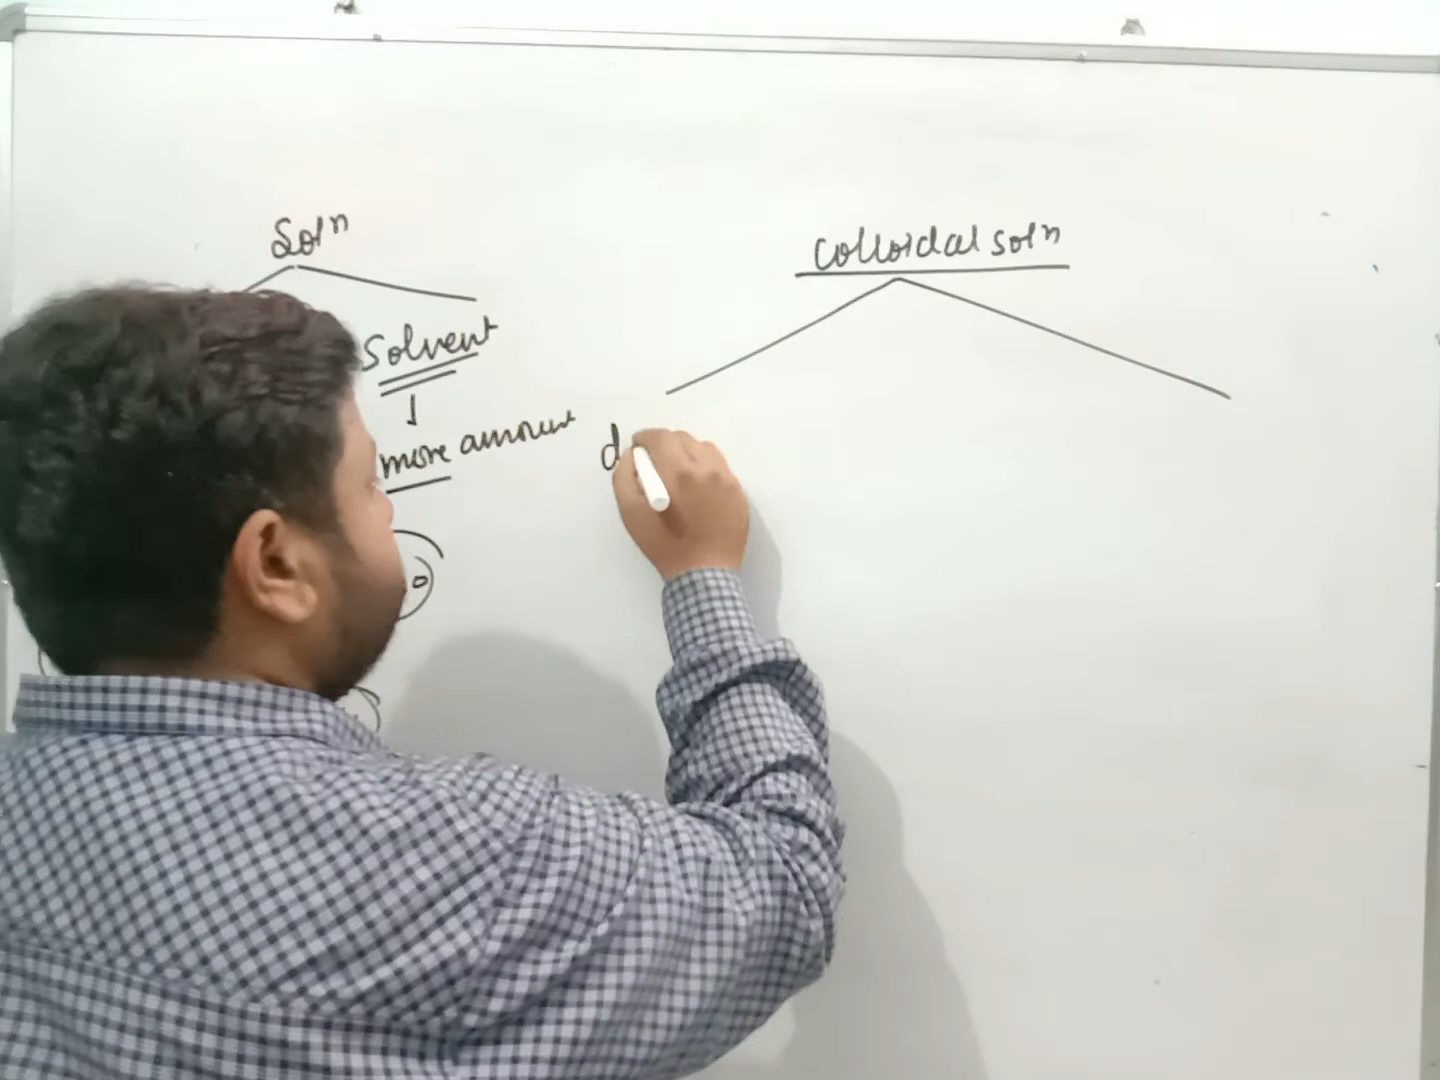 Solⁿ
Solvent
more amount
Colloidal solⁿ
d